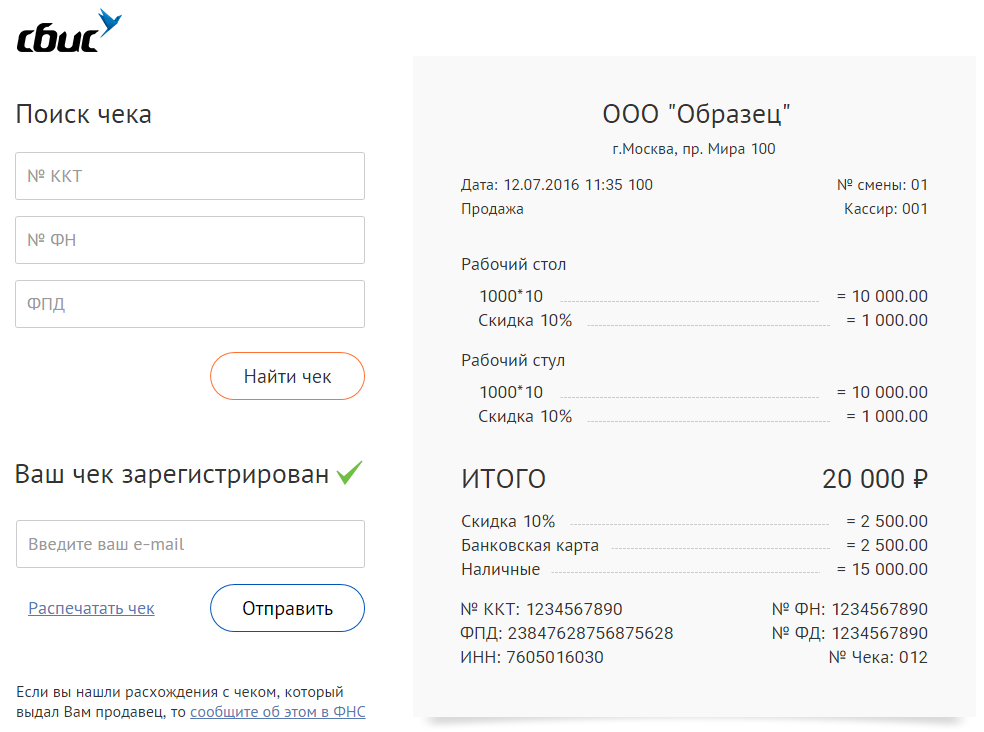 сбис
Поиск чека
№ ККТ
№ ФН
ФПД
Найти чек
Ваш чек зарегистрирован
Введите ваш e-mail
Распечатать чек
Отправить
Если вы нашли расхождения с чеком, который
выдал Вам продавец, то сообщите об этом в ФНС
ООО "Образец"
г.Москва, пр. Мира 100
Дата: 12.07.2016 11:35 100 № смены: 01
Продажа Кассир: 001
Рабочий стол
1000*10 = 10 000.00
Скидка 10% = 1 000.00
Рабочий стул
1000*10 = 10 000.00
Скидка 10% = 1 000.00
ИТОГО 20 000 ₽
Скидка 10% = 2 500.00
Банковская карта = 2 500.00
Наличные = 15 000.00
№ ККТ: 1234567890 № ФН: 1234567890
ФПД: 23847628756875628 № ФД: 1234567890
ИНН: 7605016030 № Чека: 012